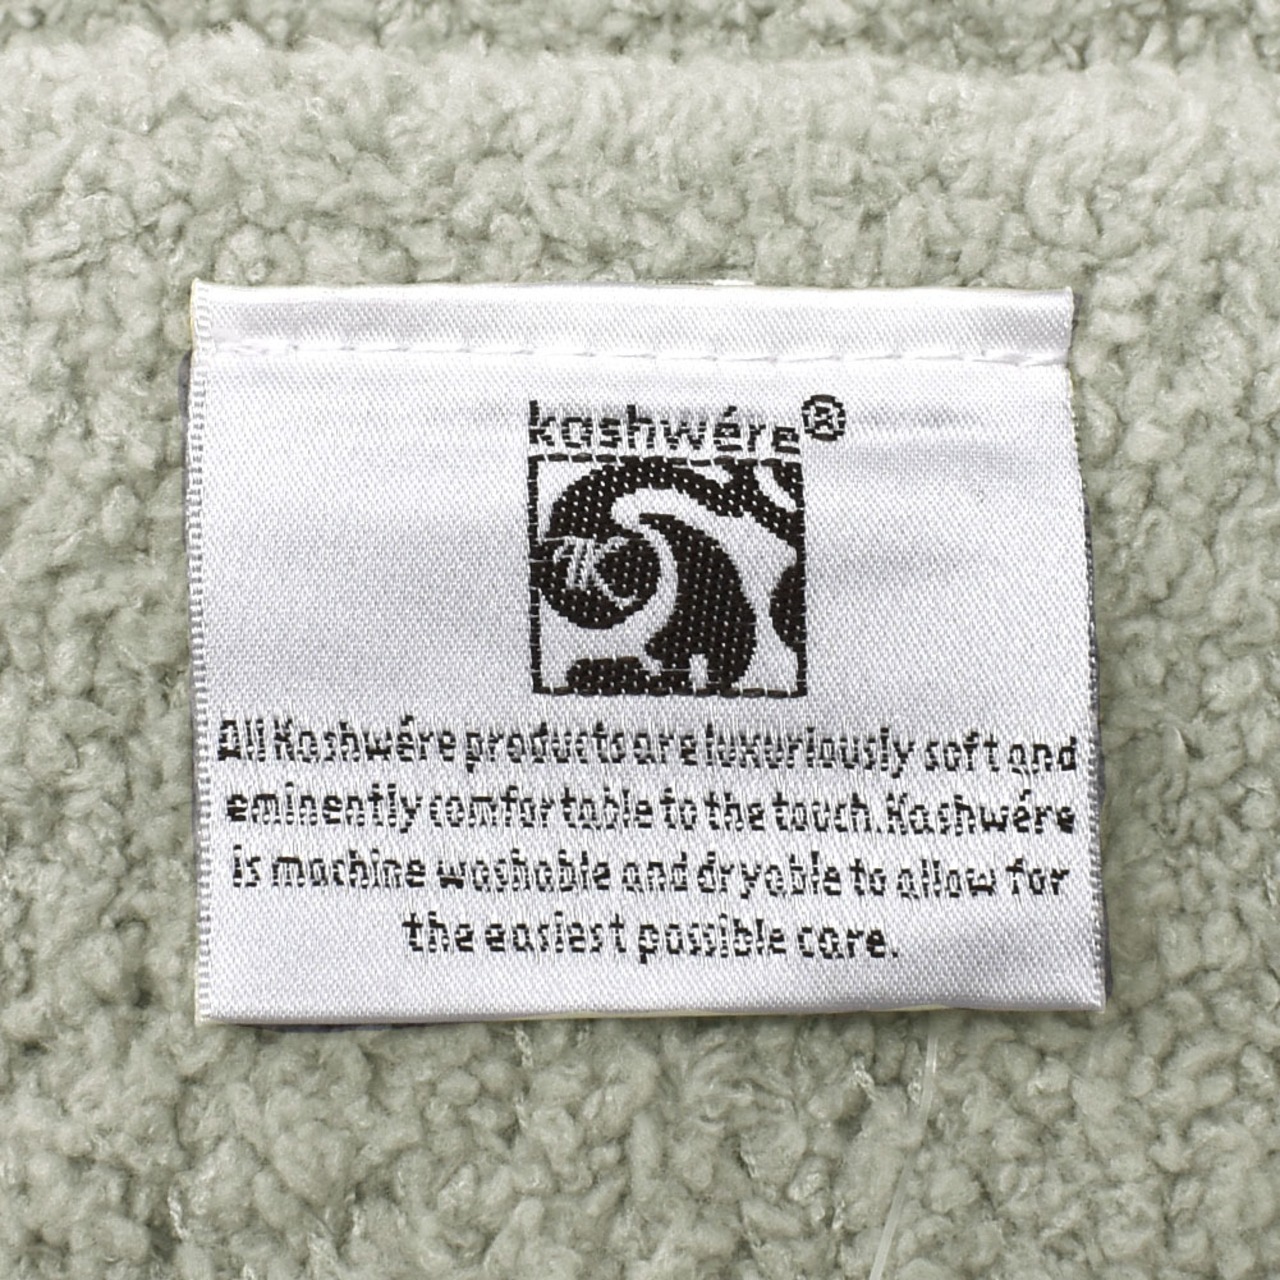 kashwére®
K
All Kashwére products are luxuriously soft and
eminently comfortable to the touch. Kashwére
is machine washable and dryable to allow for
the easiest possible care.